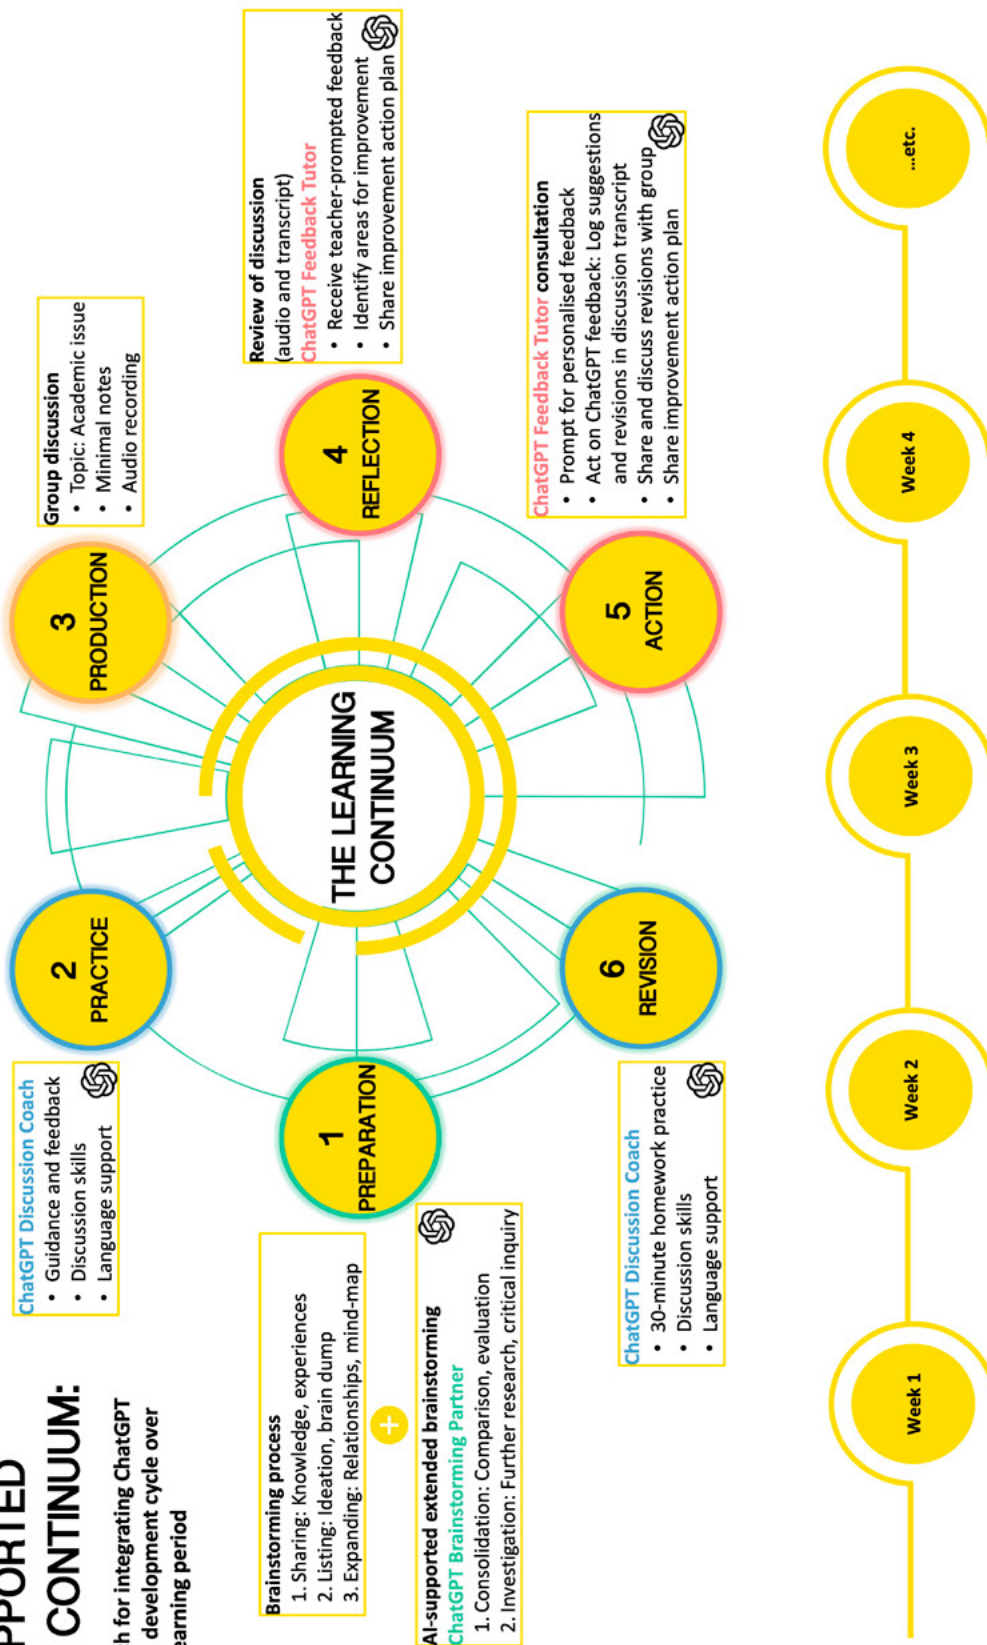 PPORTED
CONTINUUM:
h for integrating ChatGPT
development cycle over
earning period
ChatGPT Discussion Coach
• Guidance and feedback
• Discussion skills
• Language support
2
PRACTICE
3
PRODUCTION
Group discussion
• Topic: Academic issue
• Minimal notes
• Audio recording
Brainstorming process
1. Sharing: Knowledge, experiences
2. Listing: Ideation, brain dump
3. Expanding: Relationships, mind-map
+
AI-supported extended brainstorming
ChatGPT Brainstorming Partner
1. Consolidation: Comparison, evaluation
2. Investigation: Further research, critical inquiry
1
PREPARATION
THE LEARNING
CONTINUUM
4
REFLECTION
Review of discussion
(audio and transcript)
ChatGPT Feedback Tutor
• Receive teacher-prompted feedback
• Identify areas for improvement
• Share improvement action plan
ChatGPT Discussion Coach
• 30-minute homework practice
• Discussion skills
• Language support
6
REVISION
5
ACTION
ChatGPT Feedback Tutor consultation
• Prompt for personalised feedback
• Act on ChatGPT feedback: Log suggestions
and revisions in discussion transcript
• Share and discuss revisions with group
• Share improvement action plan
Week 1
Week 2
Week 3
Week 4
...etc.